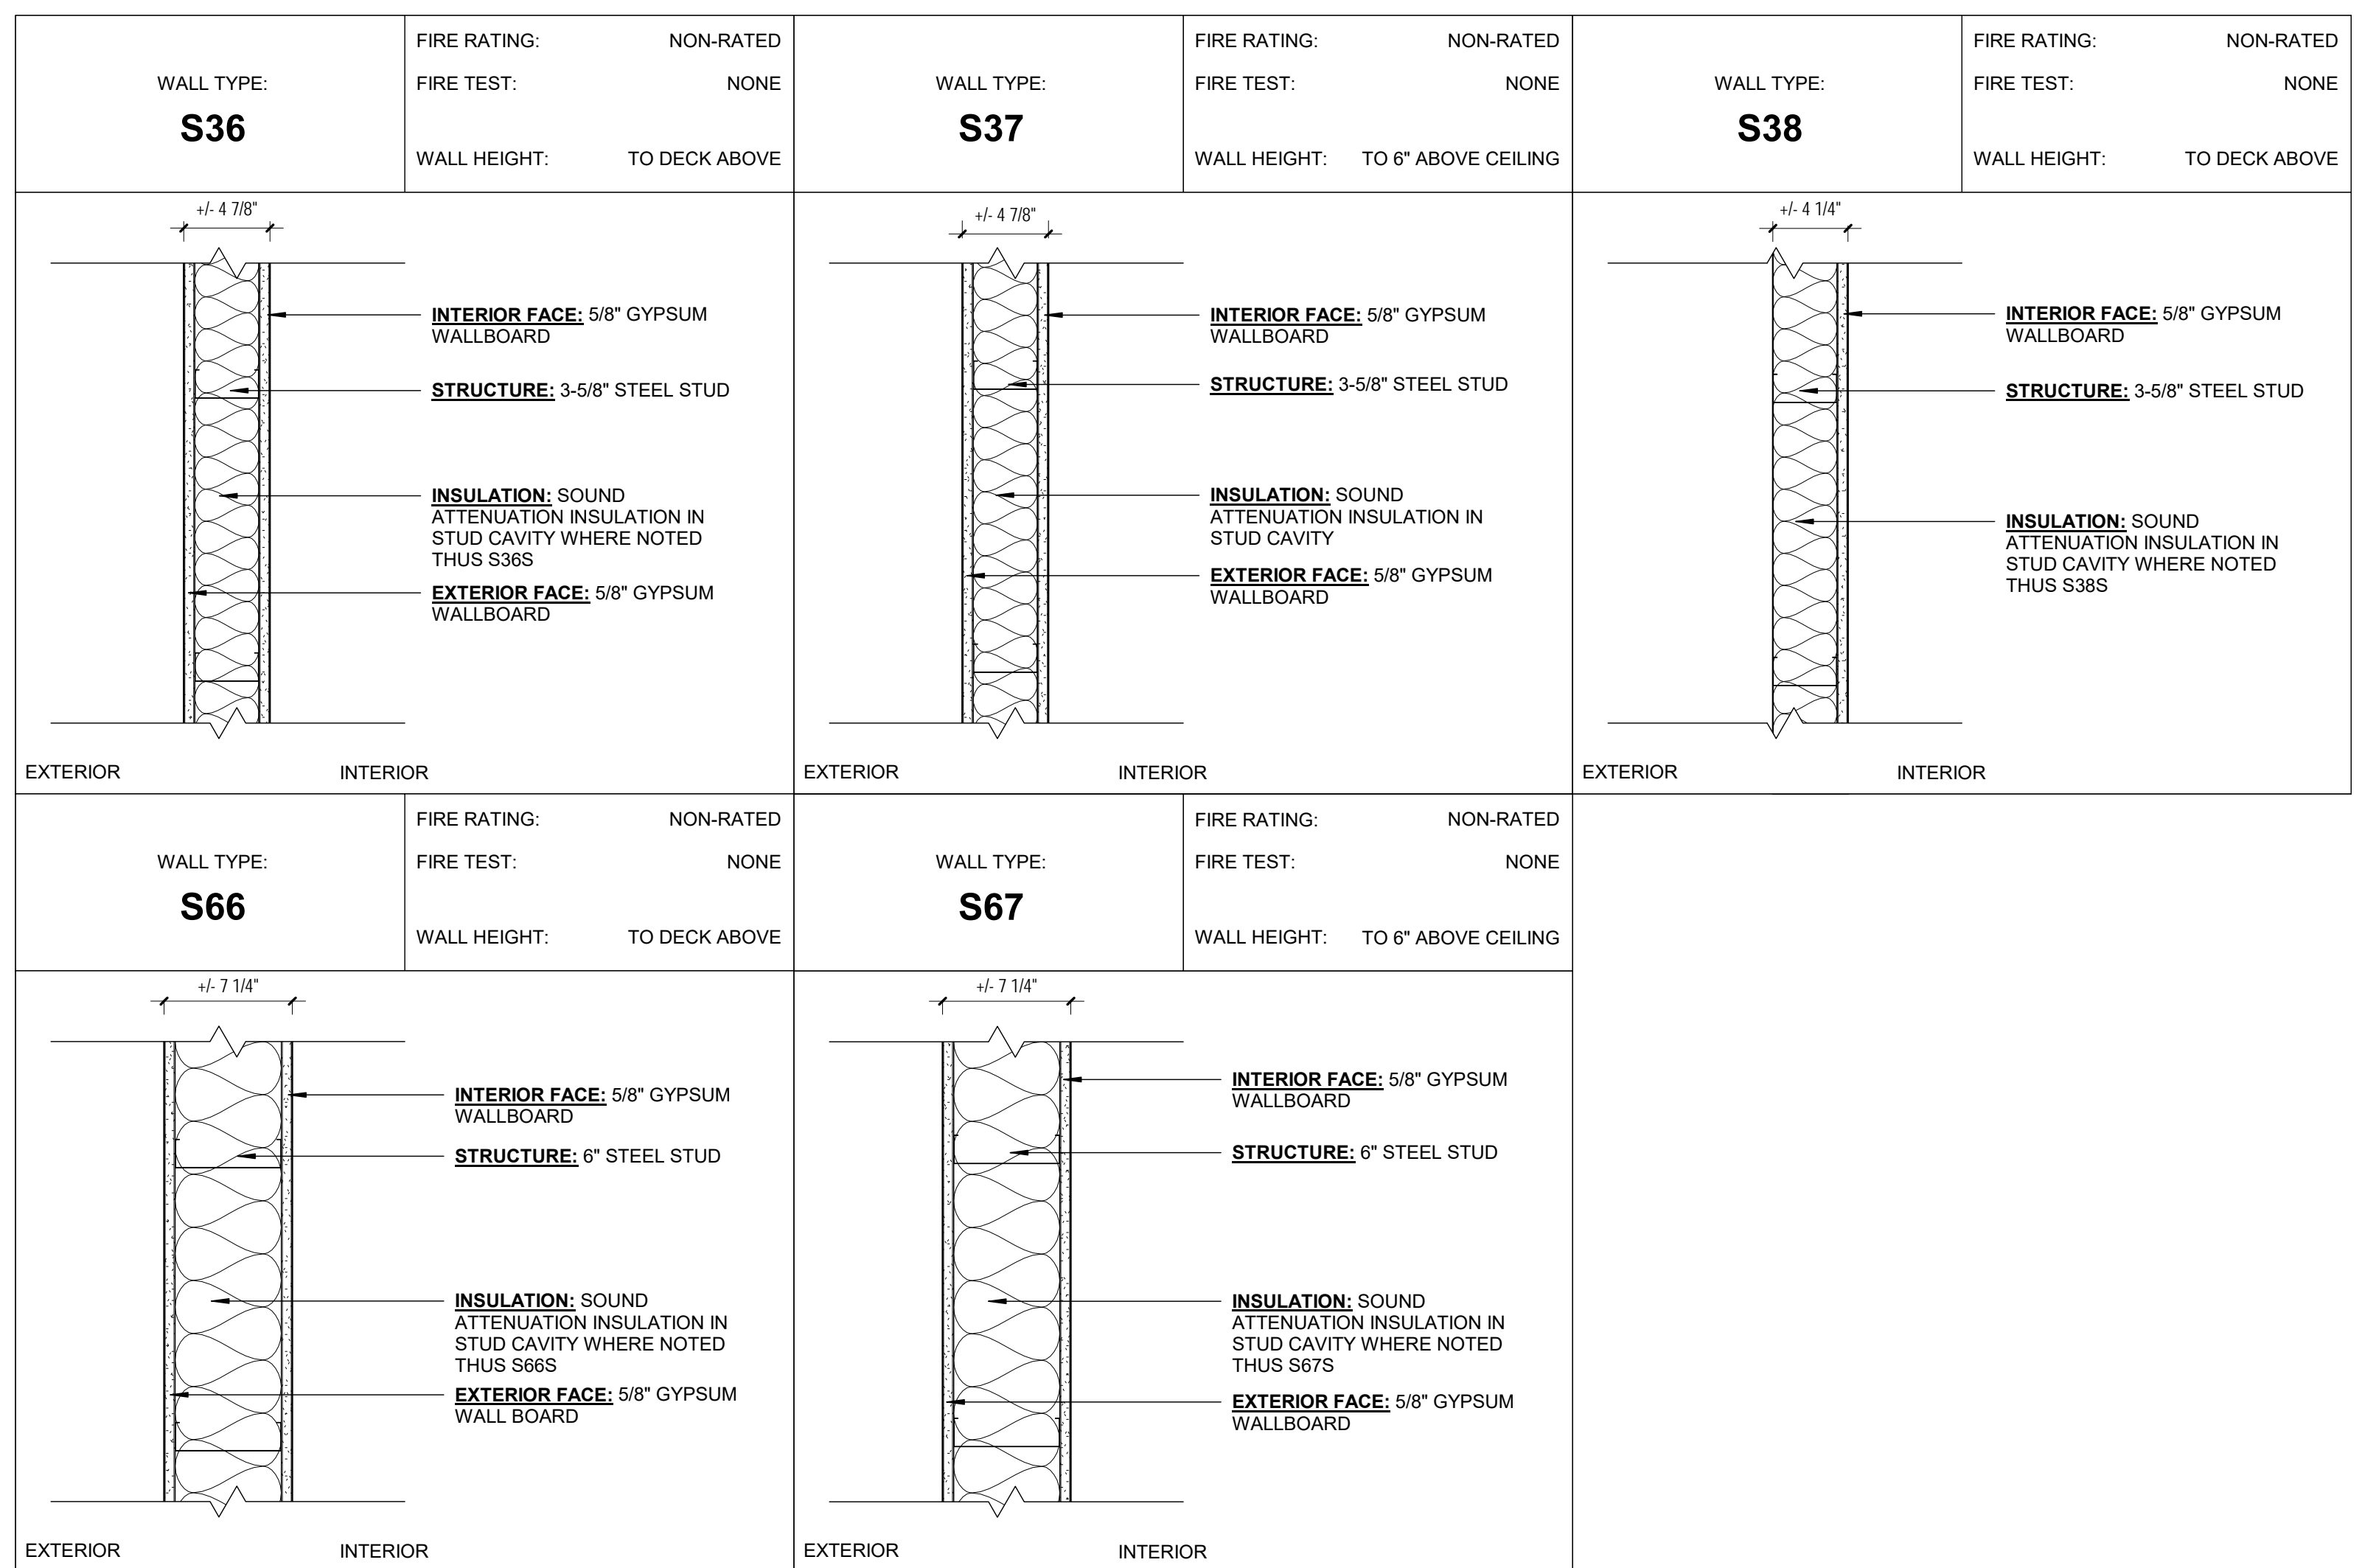 WALL TYPE:
S36
FIRE RATING: NON-RATED
FIRE TEST: NONE
WALL HEIGHT: TO DECK ABOVE
+/- 4 7/8"
INTERIOR FACE: 5/8" GYPSUM
WALLBOARD
STRUCTURE: 3-5/8" STEEL STUD
INSULATION: SOUND
ATTENUATION INSULATION IN
STUD CAVITY WHERE NOTED
THUS S36S
EXTERIOR FACE: 5/8" GYPSUM
WALLBOARD
EXTERIOR INTERIOR
WALL TYPE:
S37
FIRE RATING: NON-RATED
FIRE TEST: NONE
WALL HEIGHT: TO 6" ABOVE CEILING
+/- 4 7/8"
INTERIOR FACE: 5/8" GYPSUM
WALLBOARD
STRUCTURE: 3-5/8" STEEL STUD
INSULATION: SOUND
ATTENUATION INSULATION IN
STUD CAVITY
EXTERIOR FACE: 5/8" GYPSUM
WALLBOARD
EXTERIOR INTERIOR
WALL TYPE:
S38
FIRE RATING: NON-RATED
FIRE TEST: NONE
WALL HEIGHT: TO DECK ABOVE
+/- 4 1/4"
INTERIOR FACE: 5/8" GYPSUM
WALLBOARD
STRUCTURE: 3-5/8" STEEL STUD
INSULATION: SOUND
ATTENUATION INSULATION IN
STUD CAVITY WHERE NOTED
THUS S38S
EXTERIOR INTERIOR
WALL TYPE:
S66
FIRE RATING: NON-RATED
FIRE TEST: NONE
WALL HEIGHT: TO DECK ABOVE
+/- 7 1/4"
INTERIOR FACE: 5/8" GYPSUM
WALLBOARD
STRUCTURE: 6" STEEL STUD
INSULATION: SOUND
ATTENUATION INSULATION IN
STUD CAVITY WHERE NOTED
THUS S66S
EXTERIOR FACE: 5/8" GYPSUM
WALL BOARD
EXTERIOR INTERIOR
WALL TYPE:
S67
FIRE RATING: NON-RATED
FIRE TEST: NONE
WALL HEIGHT: TO 6" ABOVE CEILING
+/- 7 1/4"
INTERIOR FACE: 5/8" GYPSUM
WALLBOARD
STRUCTURE: 6" STEEL STUD
INSULATION: SOUND
ATTENUATION INSULATION IN
STUD CAVITY WHERE NOTED
THUS S67S
EXTERIOR FACE: 5/8" GYPSUM
WALLBOARD
EXTERIOR INTERIOR